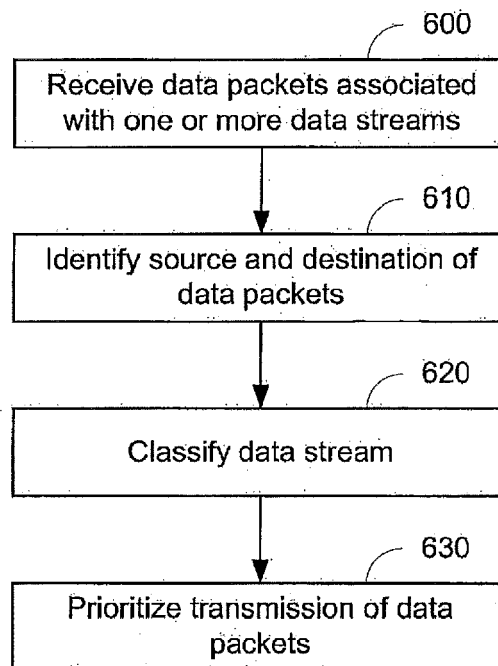 600
Receive data packets associated
with one or more data streams
610
Identify source and destination of
data packets
620
Classify data stream
630
Prioritize transmission of data
packets